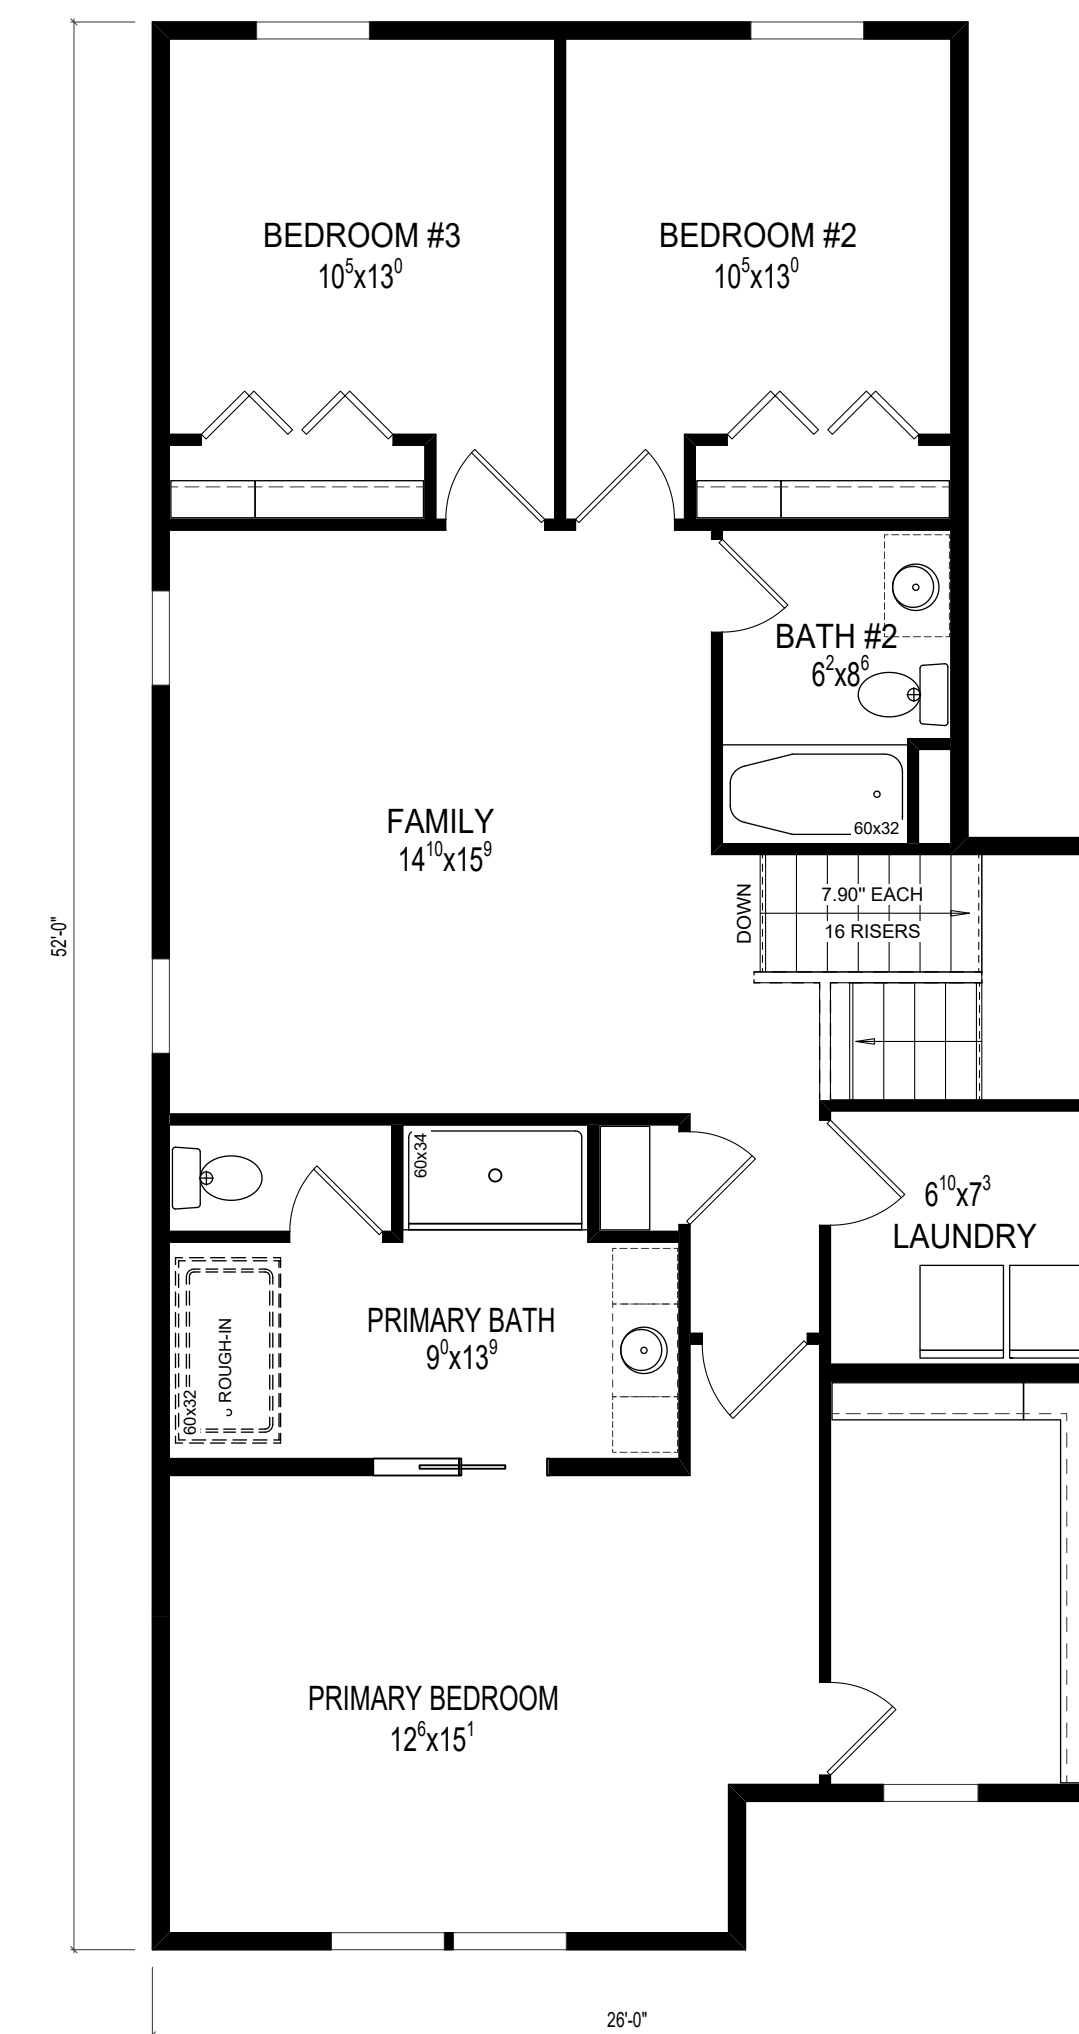 BEDROOM #3
10⁵x13⁰
BEDROOM #2
10⁵x13⁰
BATH #2
6²x8⁶
60x32
FAMILY
14¹⁰x15⁹
DOWN
7.90" EACH
16 RISERS
52'-0"
60x34
6¹⁰x7³
LAUNDRY
PRIMARY BATH
9⁰x13⁹
60x32
ROUGH-IN
PRIMARY BEDROOM
12⁶x15¹
26'-0"